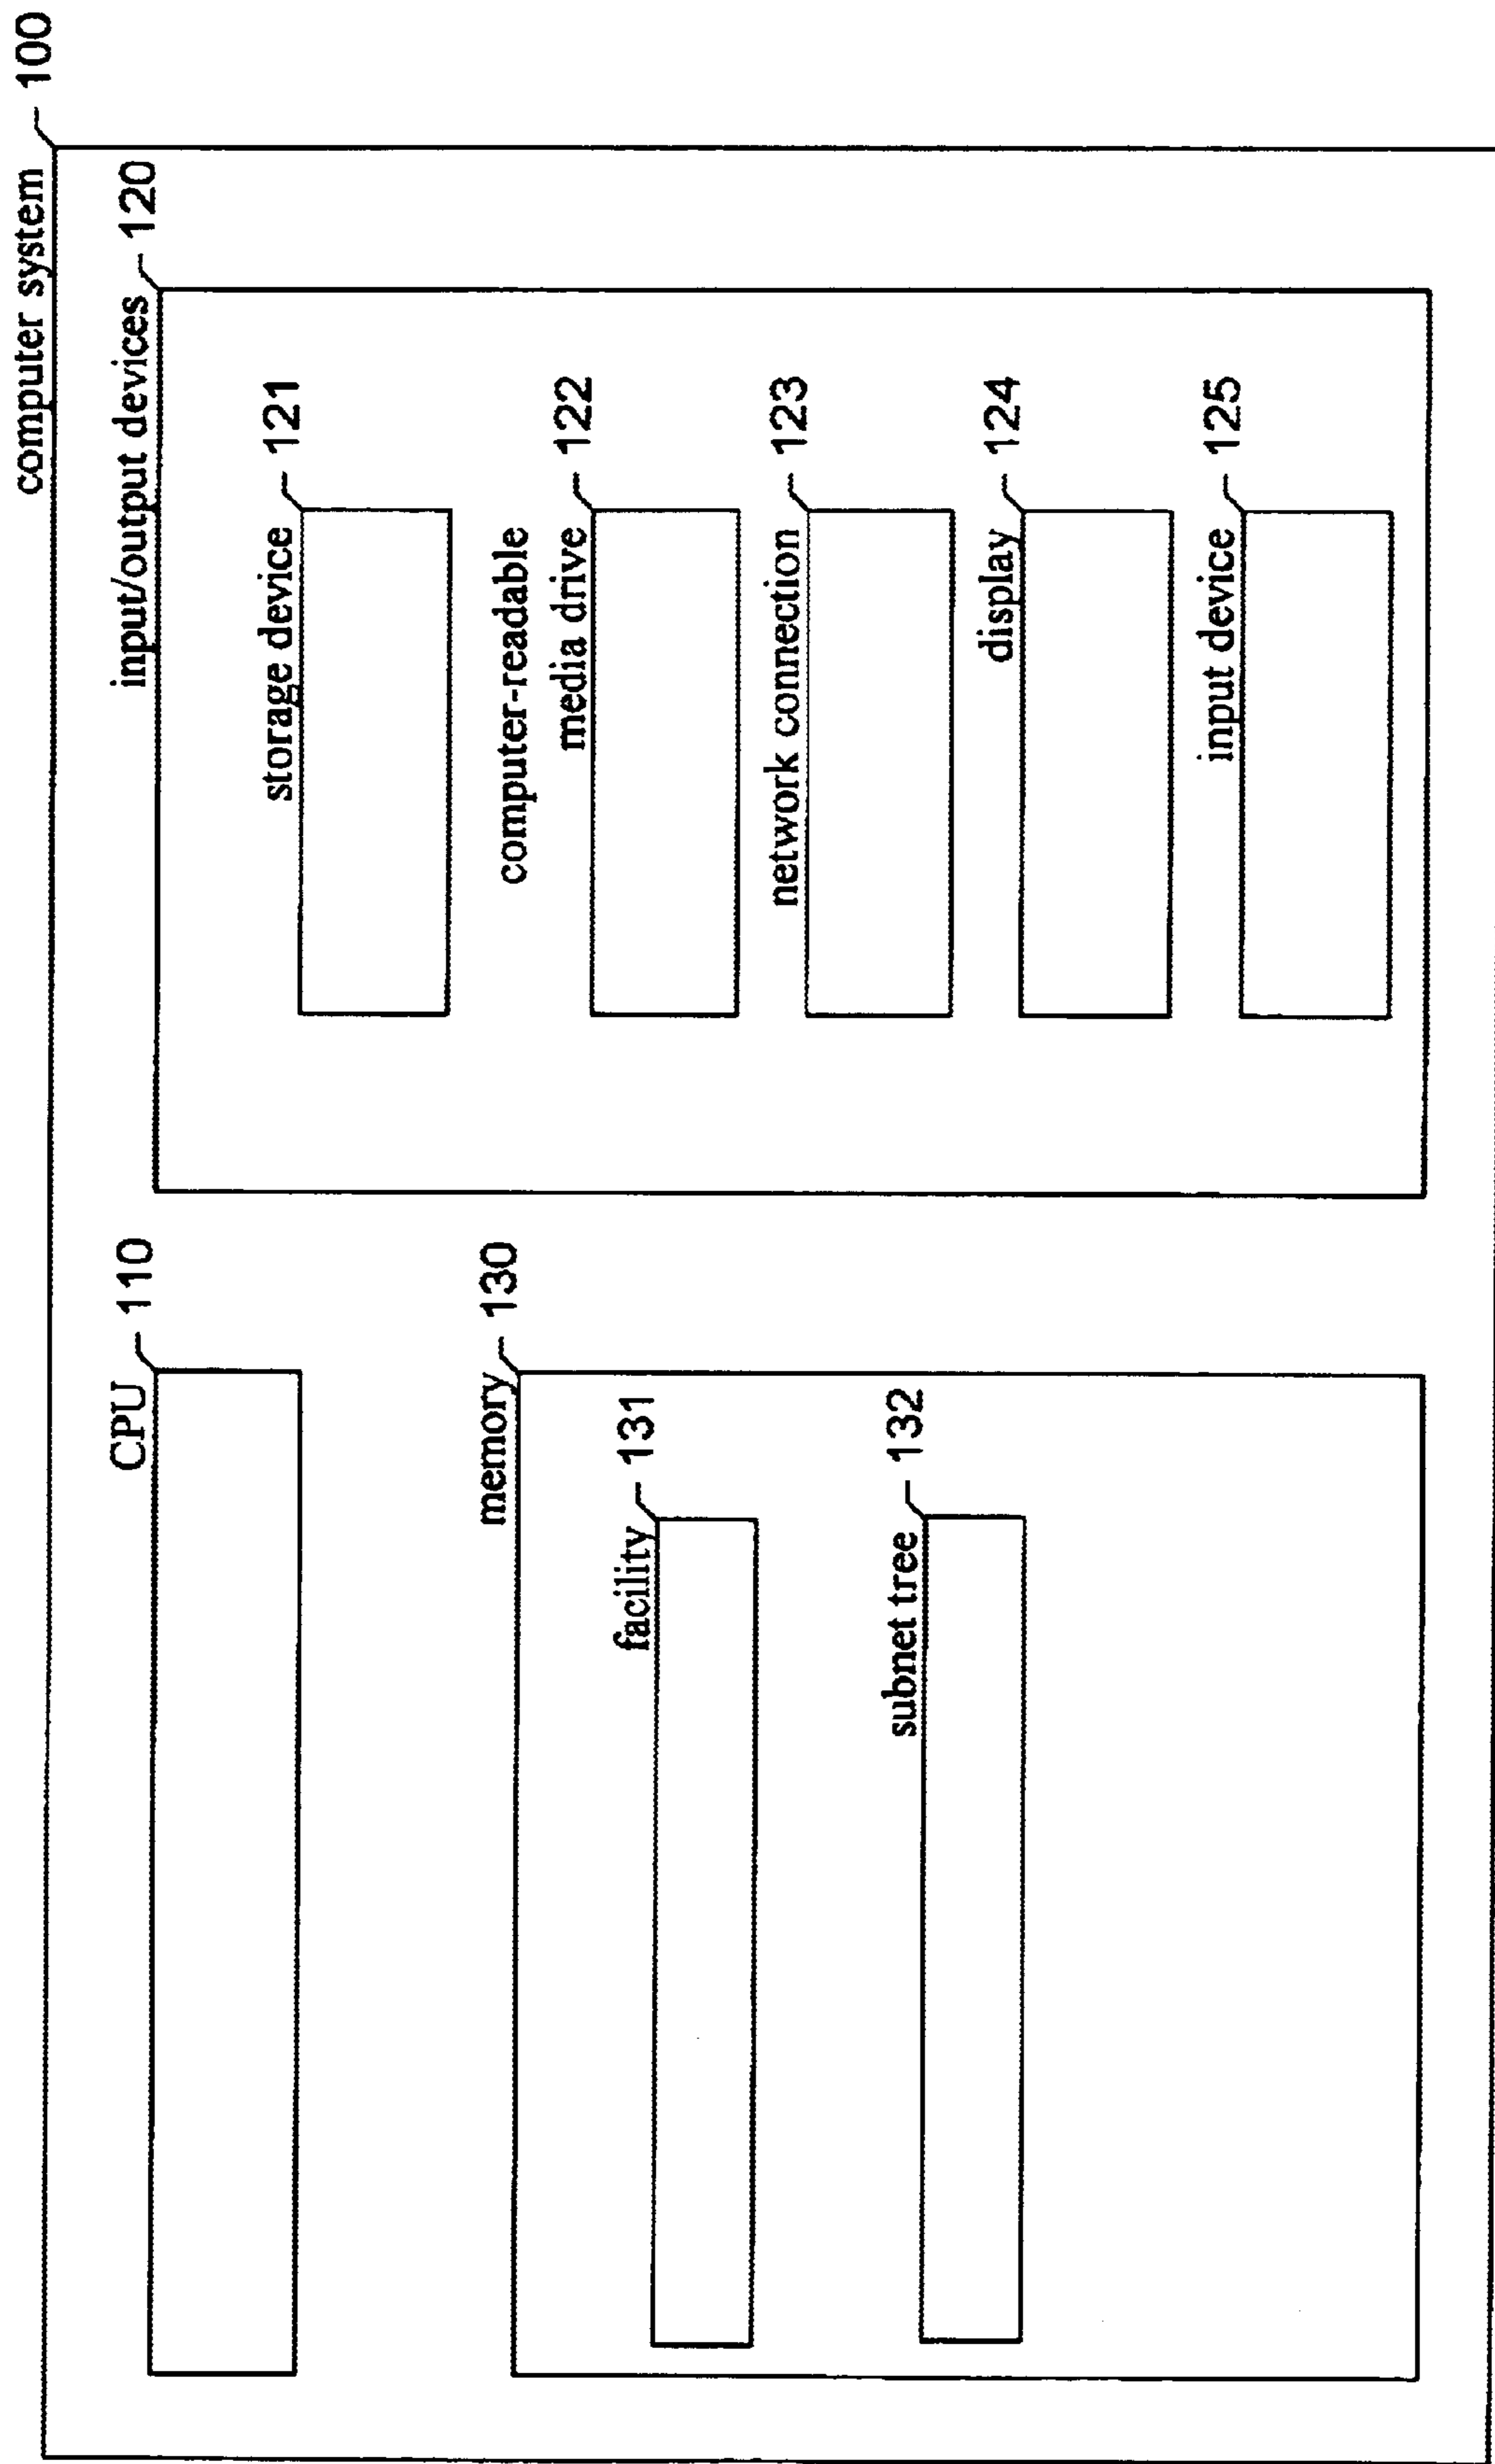 computer system 100
CPU 110
memory 130
facility 131
subnet tree 132
input/output devices 120
storage device 121
computer-readable
media drive 122
network connection 123
display 124
input device 125